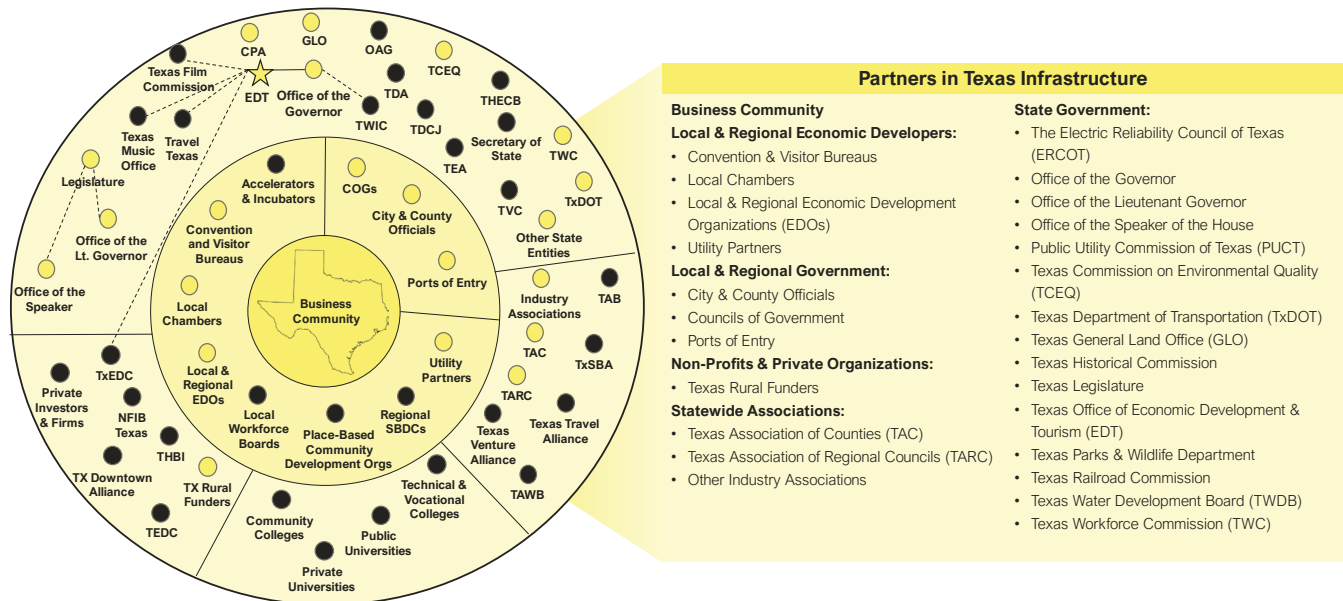 CPA
GLO
OAG
TCEQ
Texas Film
Commission
EDT
Office of the
Governor
TDA
THECB
TWIC
TDCJ
Secretary
of State
TWC
Texas
Music
Office
Travel
Texas
TEA
Legislature
TVC
TxDOT
Office of the
Lt. Governor
Other State
Entities
Office of the
Speaker
Accelerators
& Incubators
COGs
City & County
Officials
Convention
and Visitor
Bureaus
Ports of Entry
Local
Chambers
Business
Community
Utility
Partners
Local &
Regional
EDOs
Local
Workforce
Boards
Place-Based
Community
Development Orgs
Regional
SBDCs
Industry
Associations
TAB
TAC
TxSBA
TARC
Texas
Venture
Alliance
Texas Travel
Alliance
TAWB
TxEDC
Private
Investors
& Firms
NFIB
Texas
THBI
TX Downtown
Alliance
TX Rural
Funders
TEDC
Technical &
Vocational
Colleges
Community
Colleges
Public
Universities
Private
Universities
Partners in Texas Infrastructure
Business Community
Local & Regional Economic Developers:
• Convention & Visitor Bureaus
• Local Chambers
• Local & Regional Economic Development
Organizations (EDOs)
• Utility Partners
Local & Regional Government:
• City & County Officials
• Councils of Government
• Ports of Entry
Non-Profits & Private Organizations:
• Texas Rural Funders
Statewide Associations:
• Texas Association of Counties (TAC)
• Texas Association of Regional Councils (TARC)
• Other Industry Associations
State Government:
• The Electric Reliability Council of Texas
(ERCOT)
• Office of the Governor
• Office of the Lieutenant Governor
• Office of the Speaker of the House
• Public Utility Commission of Texas (PUCT)
• Texas Commission on Environmental Quality
(TCEQ)
• Texas Department of Transportation (TxDOT)
• Texas General Land Office (GLO)
• Texas Historical Commission
• Texas Legislature
• Texas Office of Economic Development &
Tourism (EDT)
• Texas Parks & Wildlife Department
• Texas Railroad Commission
• Texas Water Development Board (TWDB)
• Texas Workforce Commission (TWC)